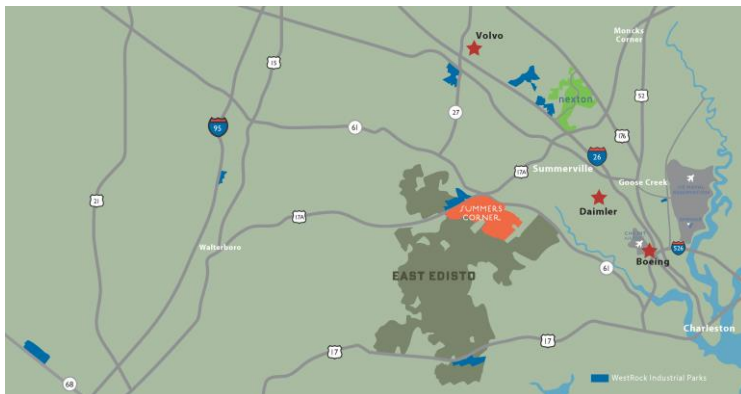 Volvo
Moncks
Corner
15
52
nexton
27
95
61
176
26
17A
Summerville
Goose Creek
21
Daimler
SUMMERS
CORNER
17A
Walterboro
526
Boeing
61
EAST EDISTO
Charleston
17
17
68
WestRock Industrial Parks